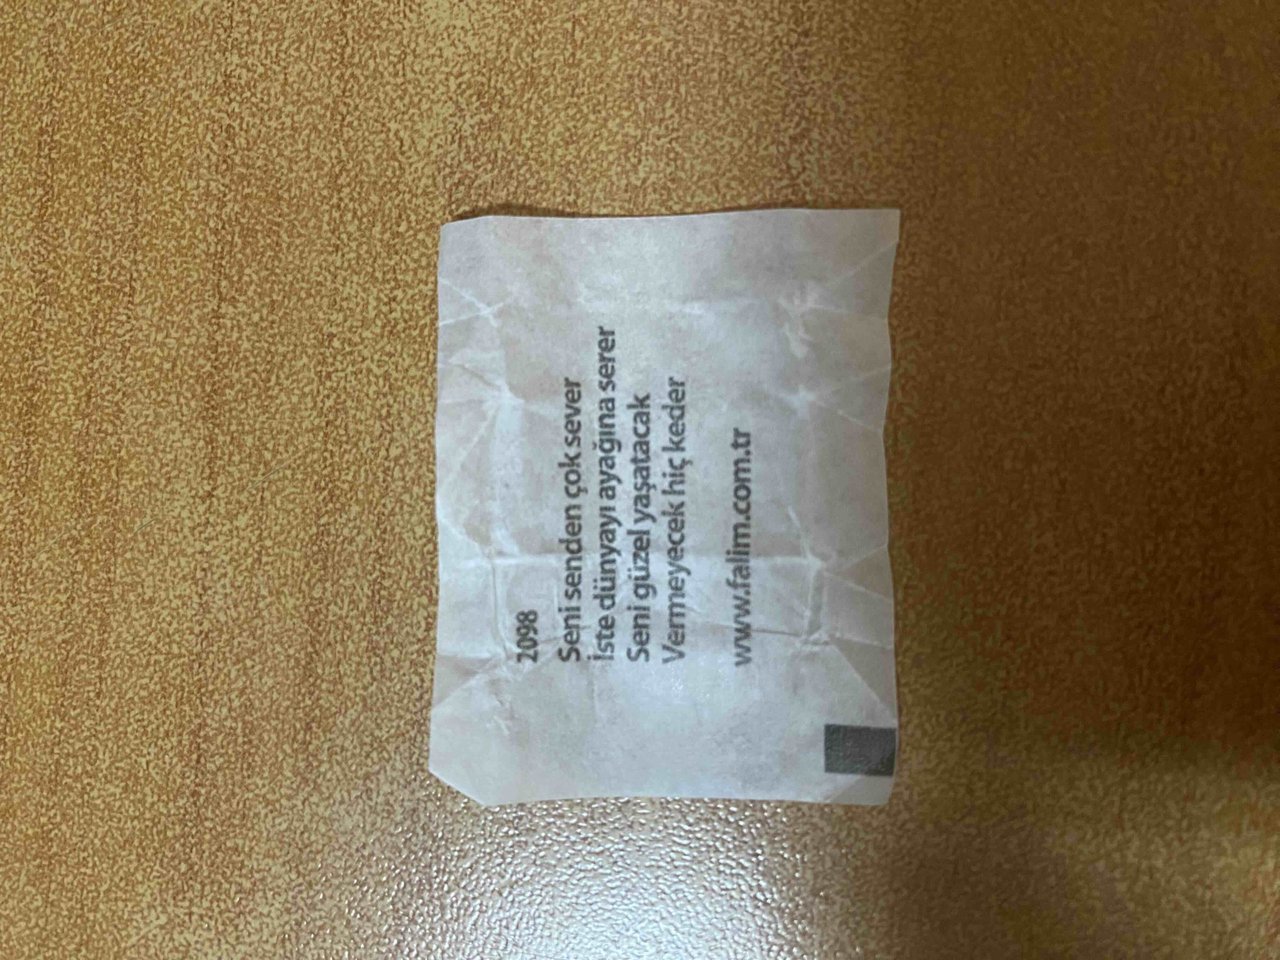 2098
Seni senden çok sever
İste dünyayı ayağına serer
Seni güzel yaşatacak
Vermeyecek hiç keder
www.falim.com.tr